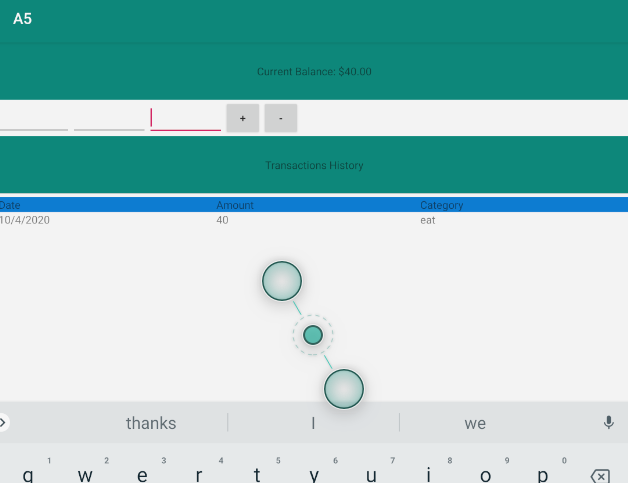 A5
Current Balance: $40.00
+ -
Transactions History
Date Amount Category
10/4/2020 40 eat
thanks I we
1 2 3 4 5 6 7 8 9 0
q w e r t y u i o p